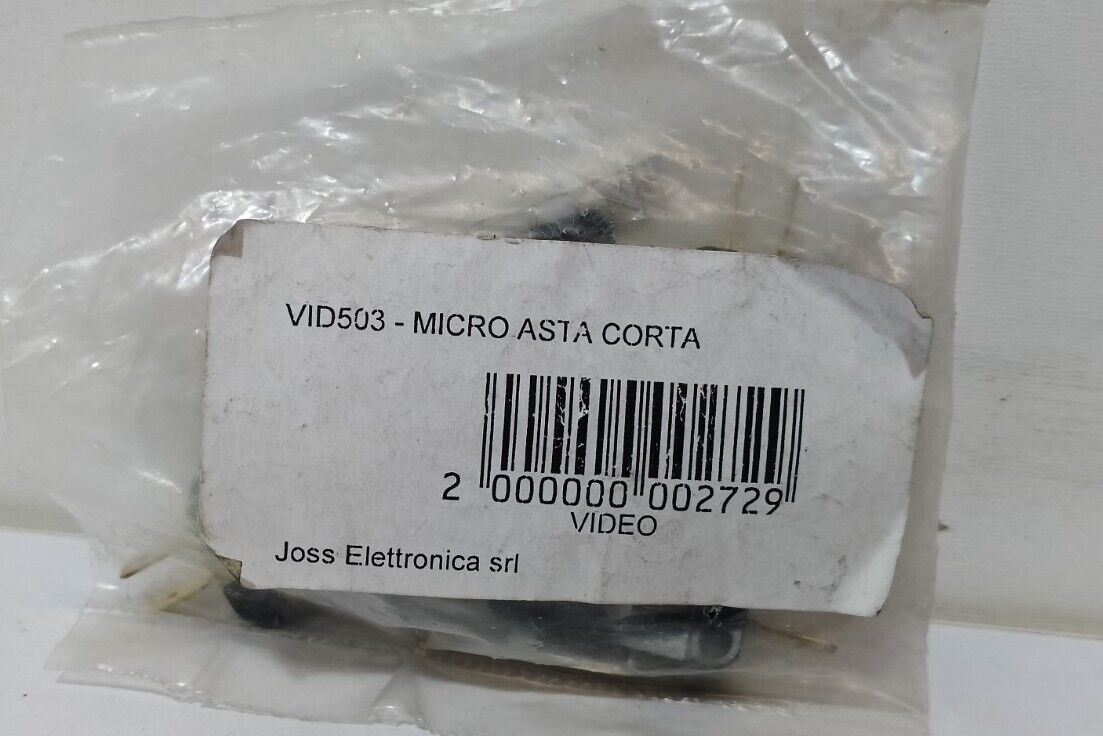 VID503 - MICRO ASTA CORTA
2 000000 002729
VIDEO
Joss Elettronica srl